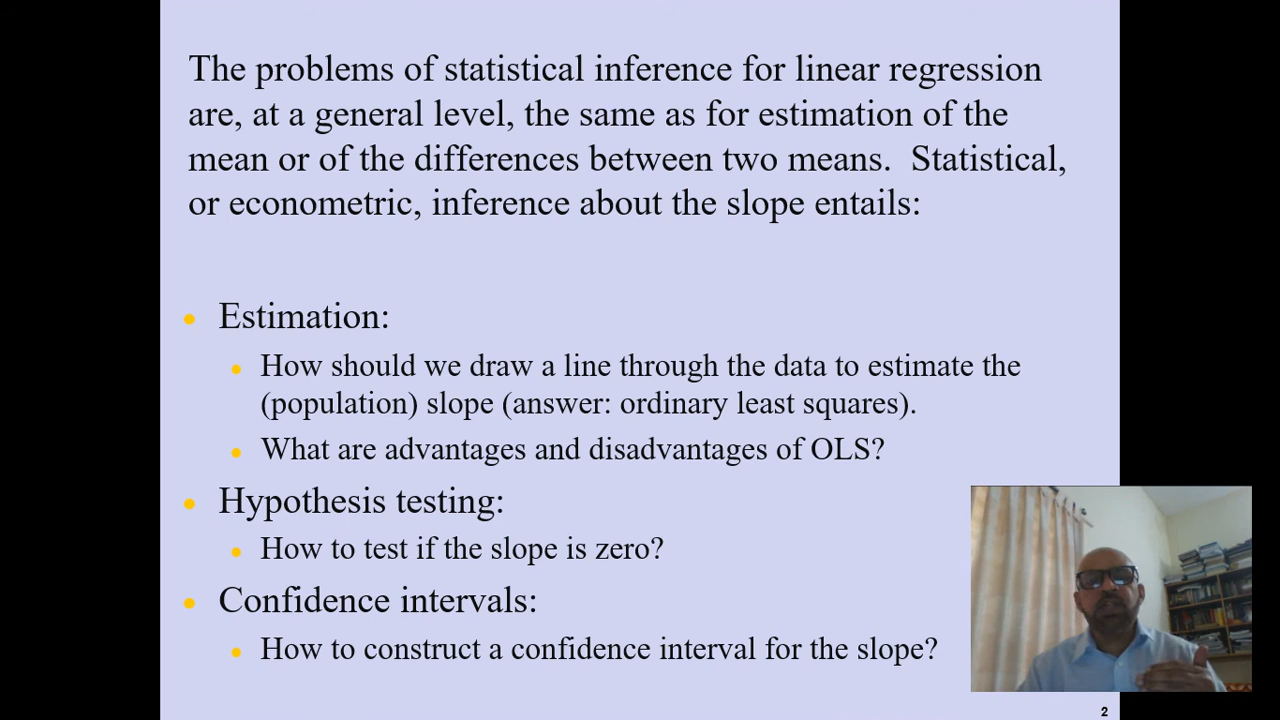 The problems of statistical inference for linear regression
are, at a general level, the same as for estimation of the
mean or of the differences between two means.  Statistical,
or econometric, inference about the slope entails:
• Estimation:
• How should we draw a line through the data to estimate the
(population) slope (answer: ordinary least squares).
• What are advantages and disadvantages of OLS?
• Hypothesis testing:
• How to test if the slope is zero?
• Confidence intervals:
• How to construct a confidence interval for the slope?
2